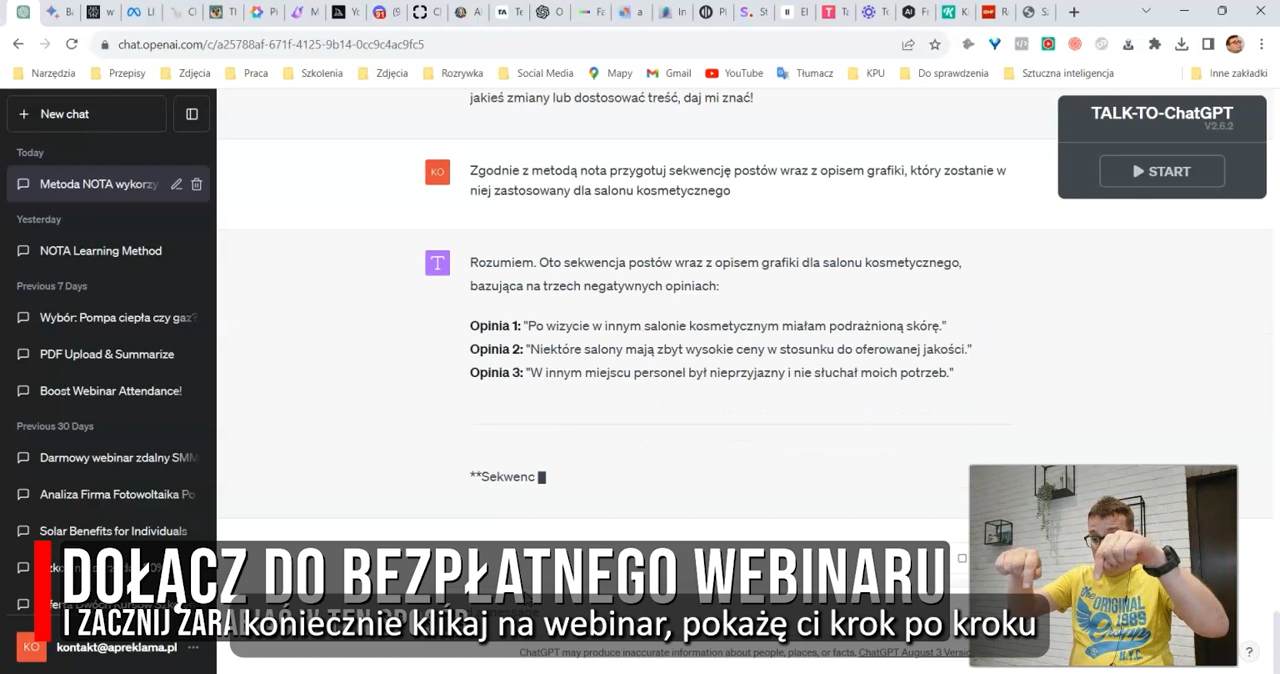 chat.openai.com/c/a25788af-671f-4125-9b14-0cc9c4ac9fc5
Narzędzia
Przepisy
Zdjęcia
Praca
Szkolenia
Zdjęcia
Rozrywka
Social Media
Mapy
Gmail
YouTube
Tłumacz
KPU
Do sprawdzenia
Sztuczna inteligencja
Inne zakładki
New chat
Today
Metoda NOTA wykorzy
Yesterday
NOTA Learning Method
Previous 7 Days
Wybór: Pompa ciepła czy gaz?
PDF Upload & Summarize
Boost Webinar Attendance!
Previous 30 Days
Darmowy webinar zdalny SMM
Analiza Firma Fotowoltaika Po
Solar Benefits for Individuals
KO
kontakt@apreklama.pl
jakieś zmiany lub dostosować treść, daj mi znać!
KO
Zgodnie z metodą nota przygotuj sekwencję postów wraz z opisem grafiki, który zostanie w
niej zastosowany dla salonu kosmetycznego
T
Rozumiem. Oto sekwencja postów wraz z opisem grafiki dla salonu kosmetycznego,
bazująca na trzech negatywnych opiniach:
Opinia 1: "Po wizycie w innym salonie kosmetycznym miałam podrażnioną skórę."
Opinia 2: "Niektóre salony mają zbyt wysokie ceny w stosunku do oferowanej jakości."
Opinia 3: "W innym miejscu personel był nieprzyjazny i nie słuchał moich potrzeb."
**Sekwenc
TALK-TO-ChatGPT
V2.6.2
START
DOŁĄCZ DO BEZPŁATNEGO WEBINARU
I ZACZNIJ
koniecznie klikaj na webinar, pokażę ci krok po kroku
ChatGPT may produce inaccurate information about people, places, or facts. ChatGPT August 3 Versi
THE
ORIGINAL
1989
N.Y.C.